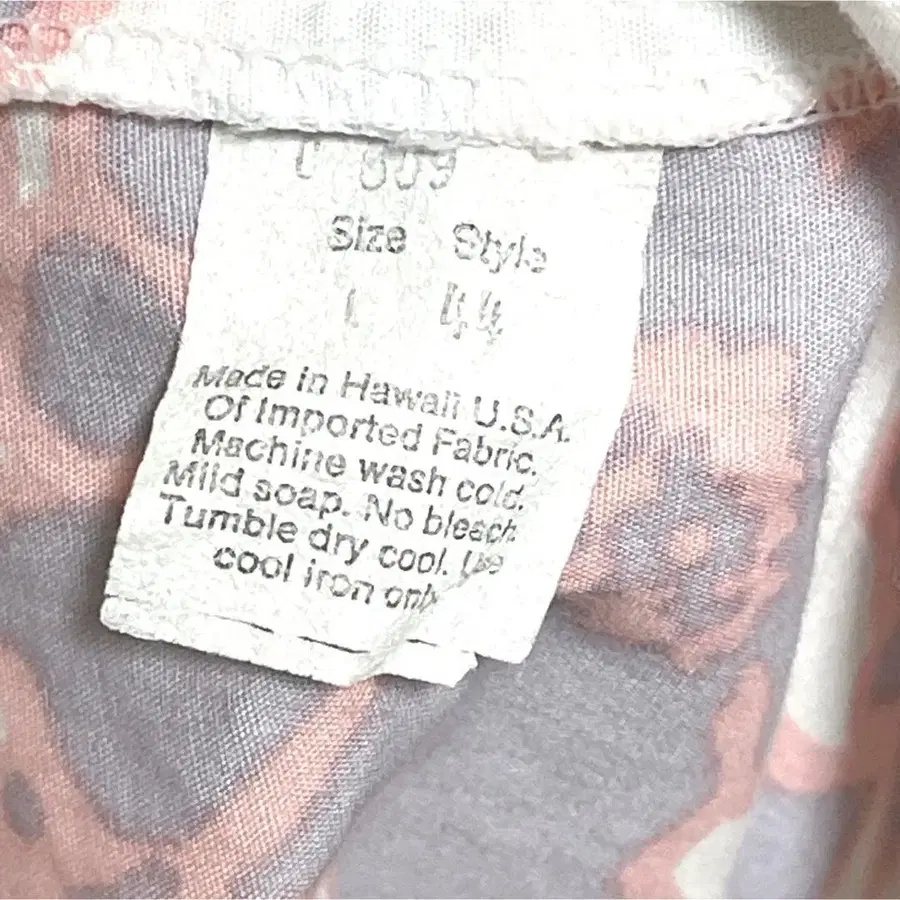 Size Style
44
Made in Hawaii U.S.A.
Of Imported Fabric.
Machine wash cold.
Mild soap. No bleach
Tumble dry cool. Use
cool iron only